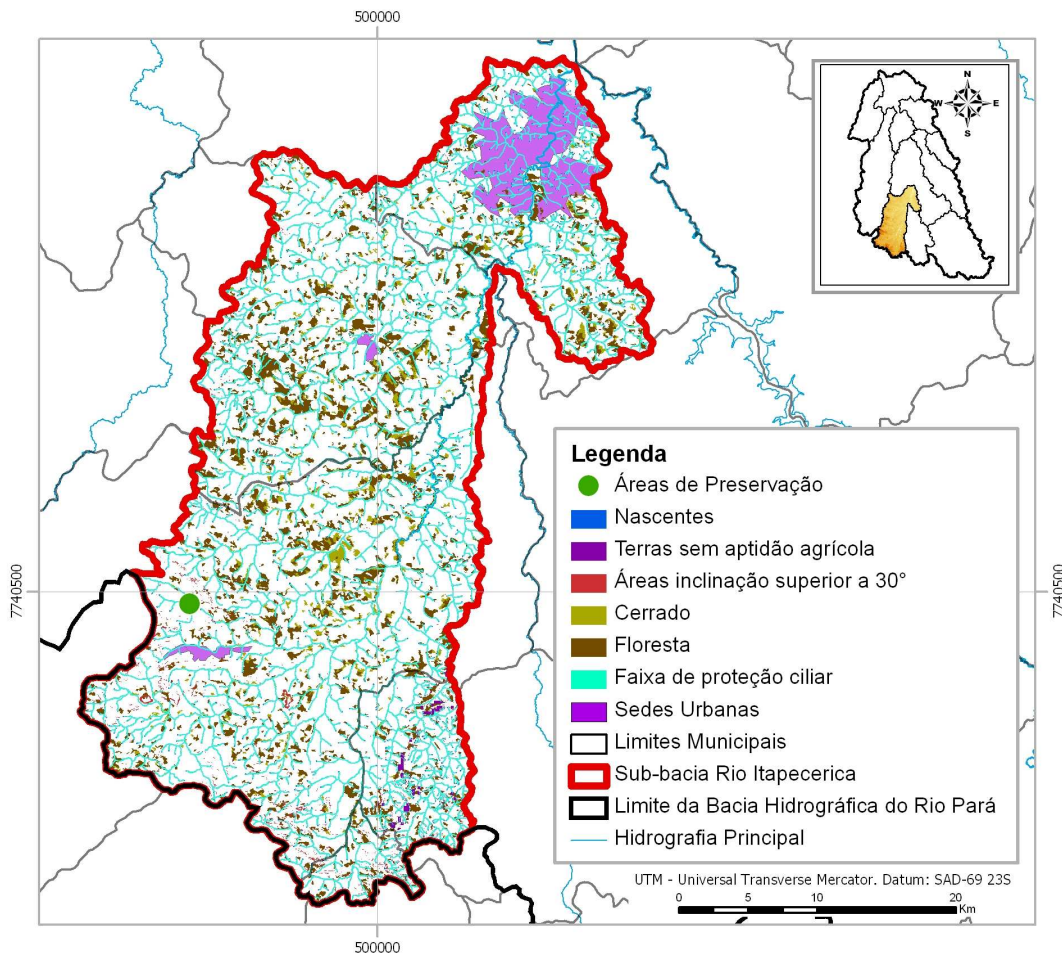 500000
N
W
E
S
7740500
7740500
Legenda
Áreas de Preservação
Nascentes
Terras sem aptidão agrícola
Áreas inclinação superior a 30°
Cerrado
Floresta
Faixa de proteção ciliar
Sedes Urbanas
Limites Municipais
Sub-bacia Rio Itapecerica
Limite da Bacia Hidrográfica do Rio Pará
Hidrografia Principal
UTM - Universal Transverse Mercator. Datum: SAD-69 23S
0 5 10 20
Km
500000